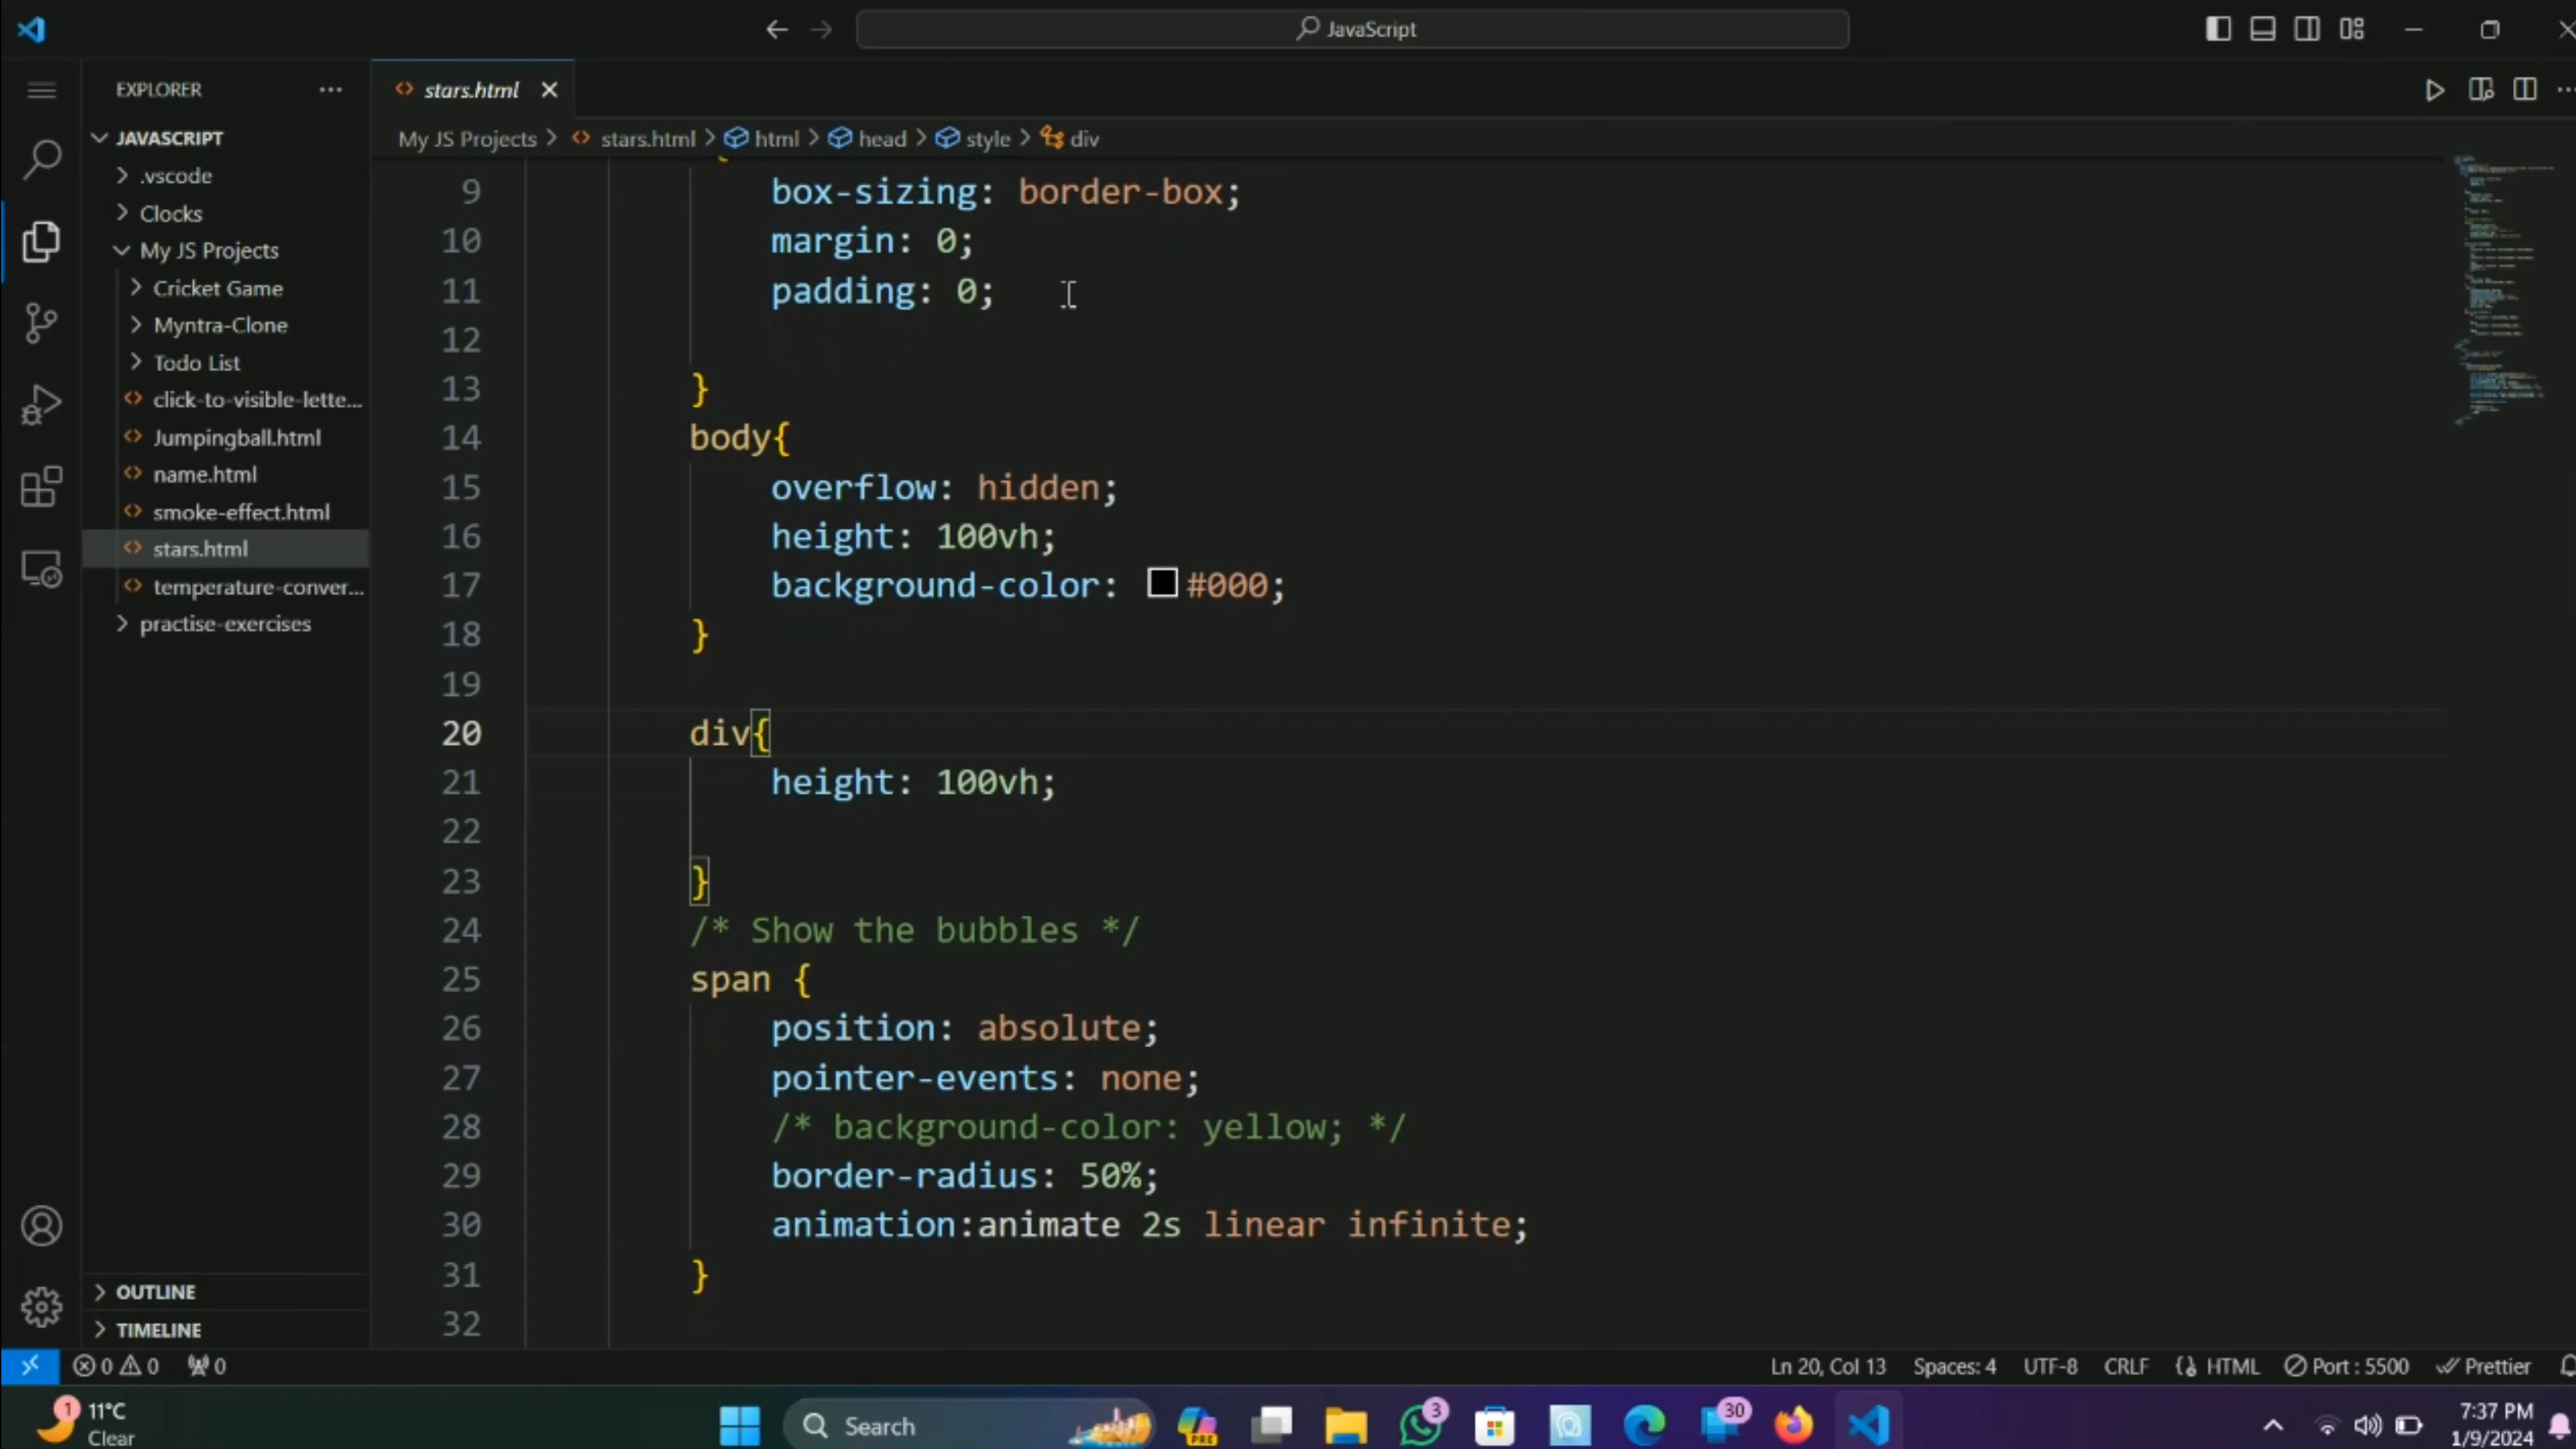 JavaScript
EXPLORER
stars.html
JAVASCRIPT
My JS Projects > stars.html > html > head > style > div
.vscode
Clocks
My JS Projects
Cricket Game
Myntra-Clone
Todo List
click-to-visible-lette...
Jumpingball.html
name.html
smoke-effect.html
stars.html
temperature-conver...
practise-exercises
OUTLINE
TIMELINE
9 box-sizing: border-box;
10 margin: 0;
11 padding: 0;
12
13 }
14 body{
15 overflow: hidden;
16 height: 100vh;
17 background-color: #000;
18 }
19
20 div{
21 height: 100vh;
22
23 }
24 /* Show the bubbles */
25 span {
26 position: absolute;
27 pointer-events: none;
28 /* background-color: yellow; */
29 border-radius: 50%;
30 animation:animate 2s linear infinite;
31 }
32
0 0 0 Ln 20, Col 13 Spaces: 4 UTF-8 CRLF HTML Port : 5500 Prettier
1 11°C
Clear
Search
PRE
3
30
7:37 PM
1/9/2024